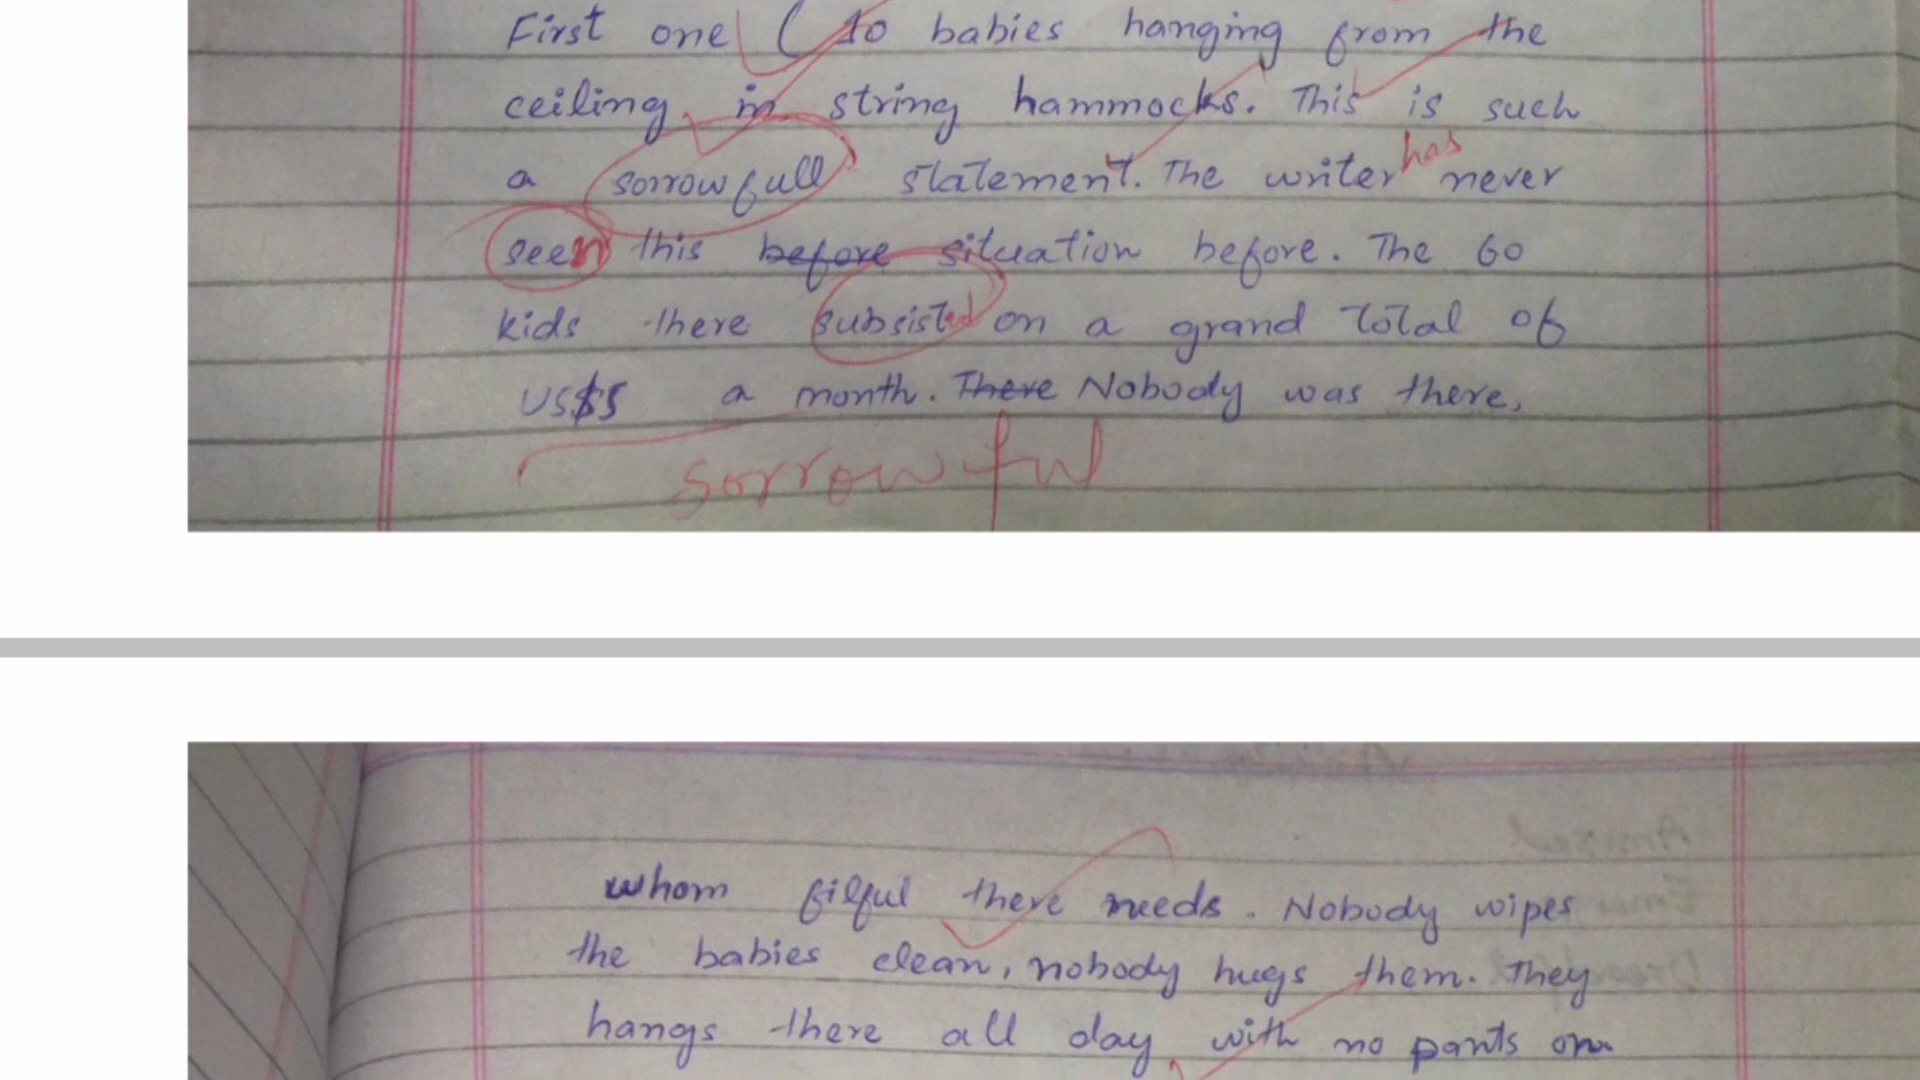 First one ( 10 babies hanging from the
ceiling in string hammocks. This is such
a sorrowfull statement. The writer has never
seen this before situation before. The 60
kids there subsisted on a grand total of
US$5 a month. There Nobody was there,
sorrowful
whom filful there needs. Nobody wipes
the babies clean, nobody hugs them. They
hangs there all day with no pants on